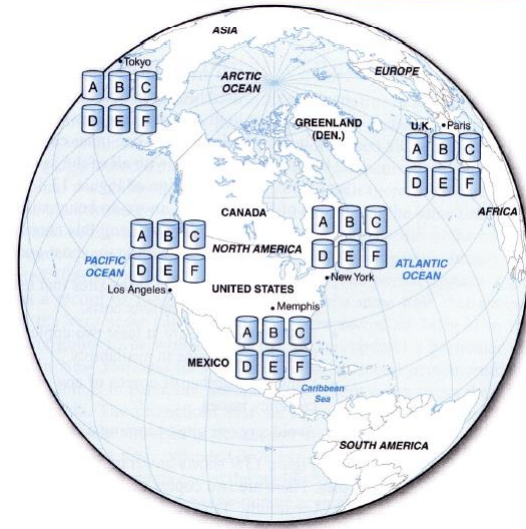 ASIA
Tokyo
A B C
D E F
ARCTIC
OCEAN
EUROPE
GREENLAND
(DEN.)
U.K. Paris
A B C
D E F
AFRICA
CANADA
A B C
D E F
NORTH AMERICA
A B C
D E F
PACIFIC
OCEAN
ATLANTIC
OCEAN
Los Angeles
UNITED STATES
New York
Memphis
A B C
D E F
MEXICO
Caribbean
Sea
SOUTH AMERICA